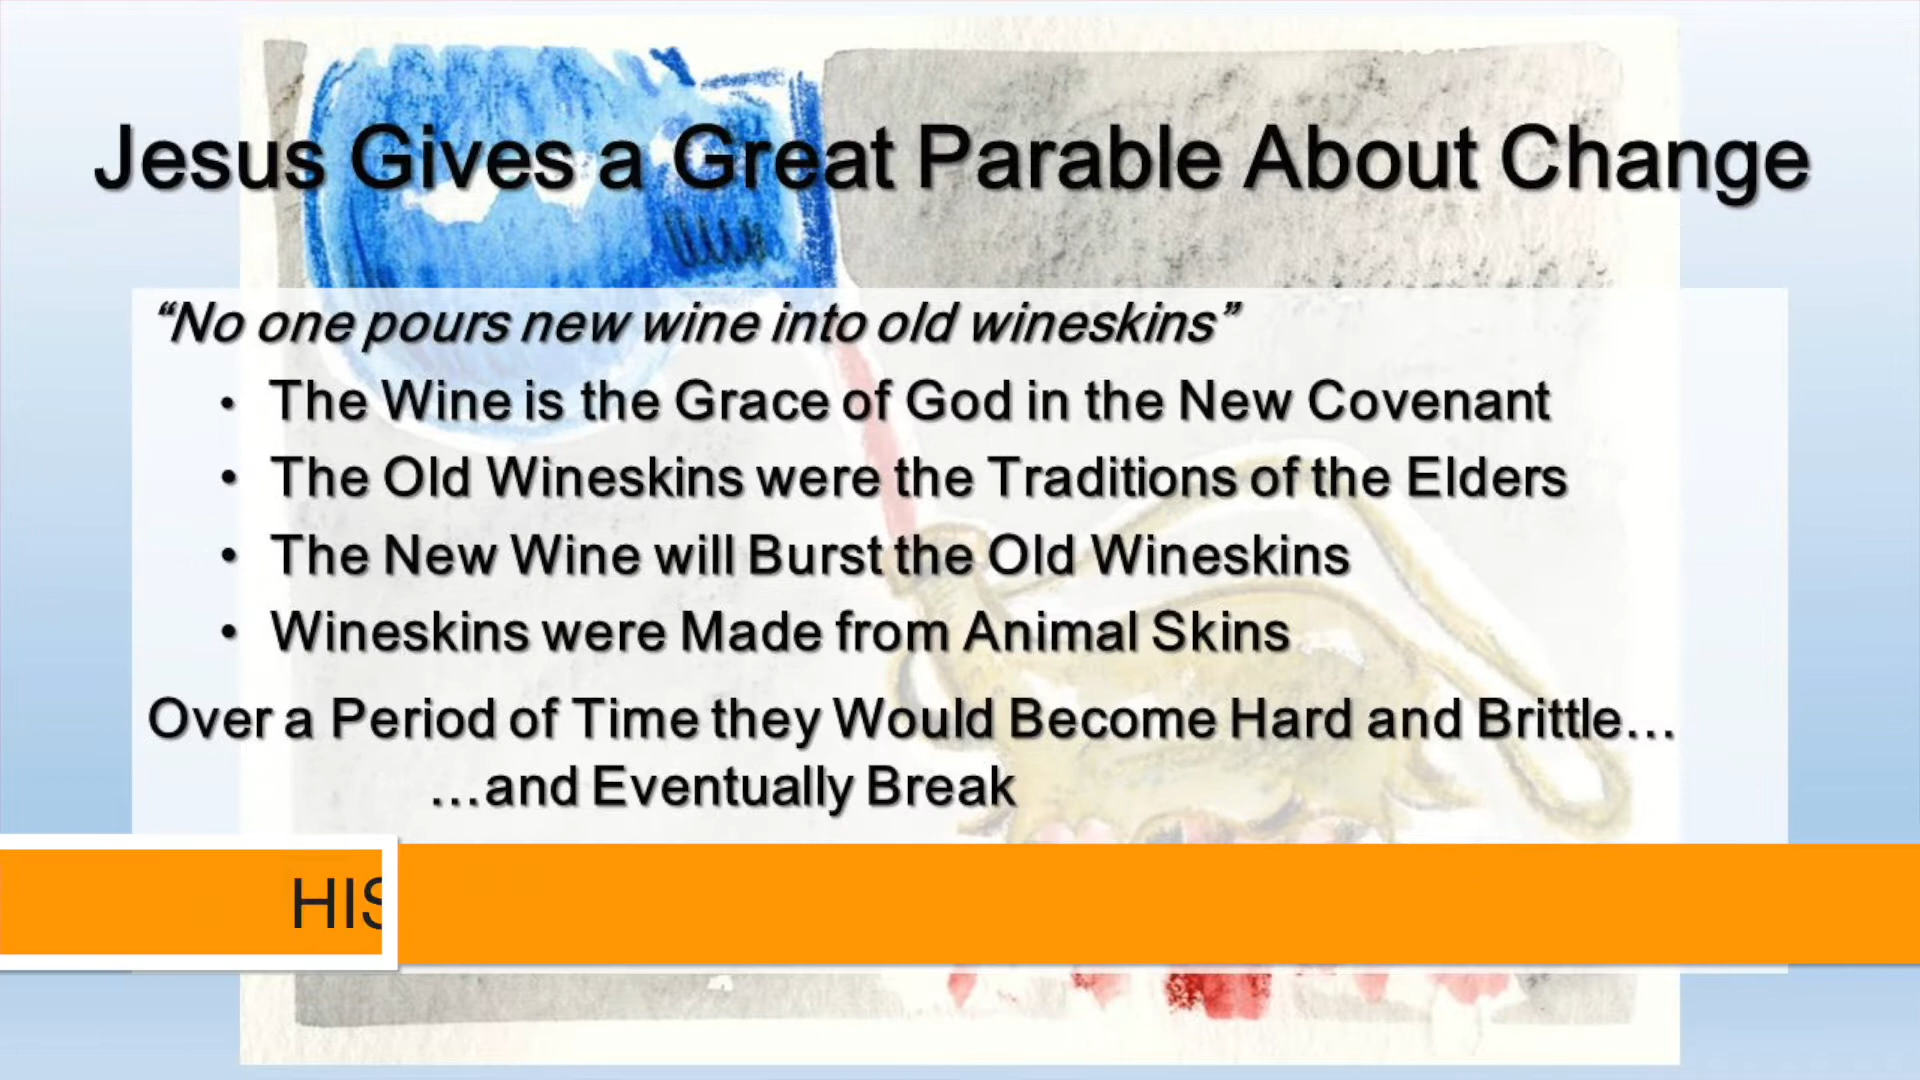 Jesus Gives a Great Parable About Change
“No one pours new wine into old wineskins”
• The Wine is the Grace of God in the New Covenant
• The Old Wineskins were the Traditions of the Elders
• The New Wine will Burst the Old Wineskins
• Wineskins were Made from Animal Skins
Over a Period of Time they Would Become Hard and Brittle…
…and Eventually Break